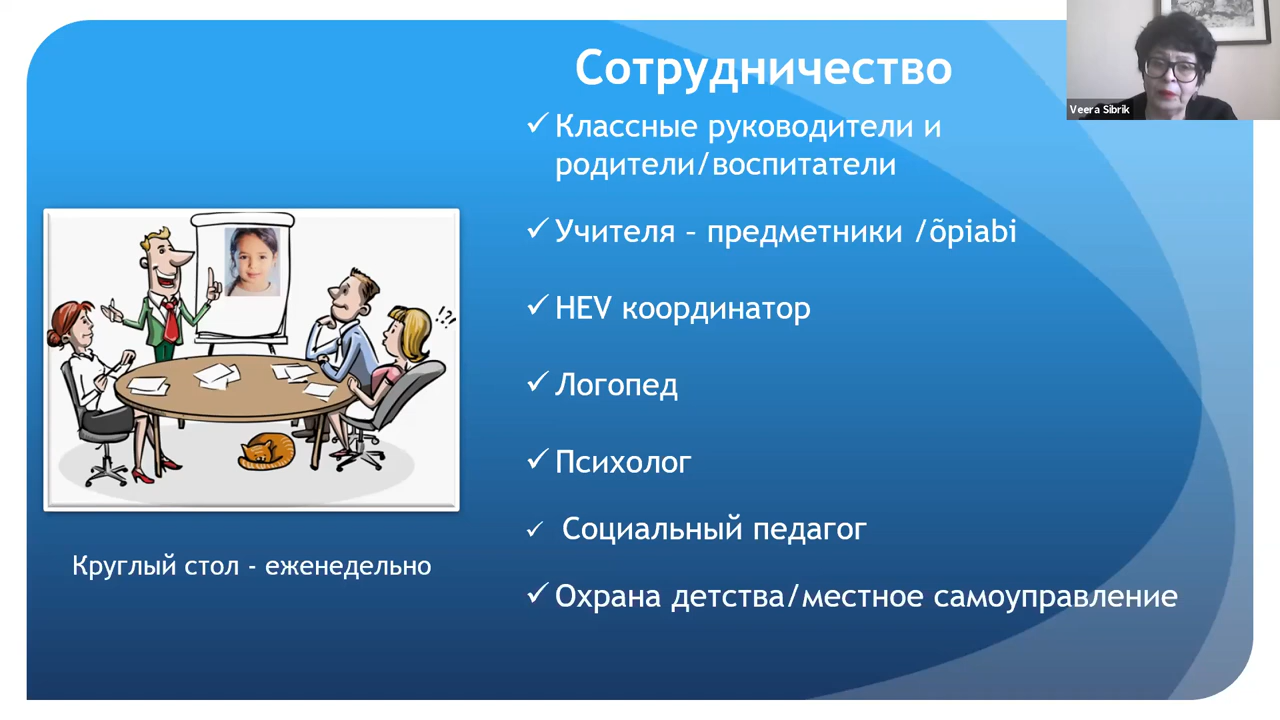 Сотрудничество
Veera Sibrik
Классные руководители и
родители/воспитатели
Учителя – предметники /õpiabi
HEV координатор
Логопед
Психолог
Социальный педагог
Охрана детства/местное самоуправление
!?!
Круглый стол - еженедельно